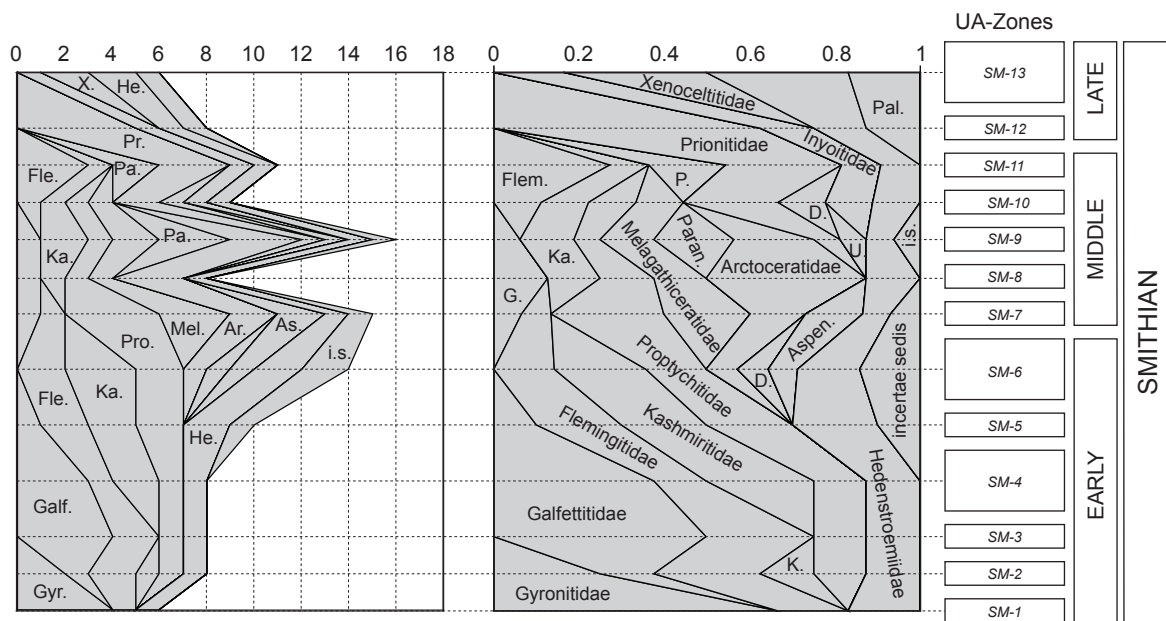 UA-Zones
0 2 4 6 8 10 12 14 16 18
0 0.2 0.4 0.6 0.8 1
X.
He.
Pr.
Fle.
Pa.
Pa.
Ka.
Mel.
Ar.
As.
Pro.
i.s.
Fle.
Ka.
He.
Galf.
Gyr.
Xenoceltitidae
Pal.
Prionitidae
Inyoitidae
Flem.
P.
D.
i.s.
Ka.
Paran.
U.
Melagathiceratidae
Arctoceratidae
G.
Aspen.
Proptychitidae
D.
incertae sedis
Flemingitidae
Kashmiritidae
Hedenstroemiidae
Galfettitidae
K.
Gyronitidae
SM-13
SM-12
SM-11
SM-10
SM-9
SM-8
SM-7
SM-6
SM-5
SM-4
SM-3
SM-2
SM-1
LATE
MIDDLE
EARLY
SMITHIAN